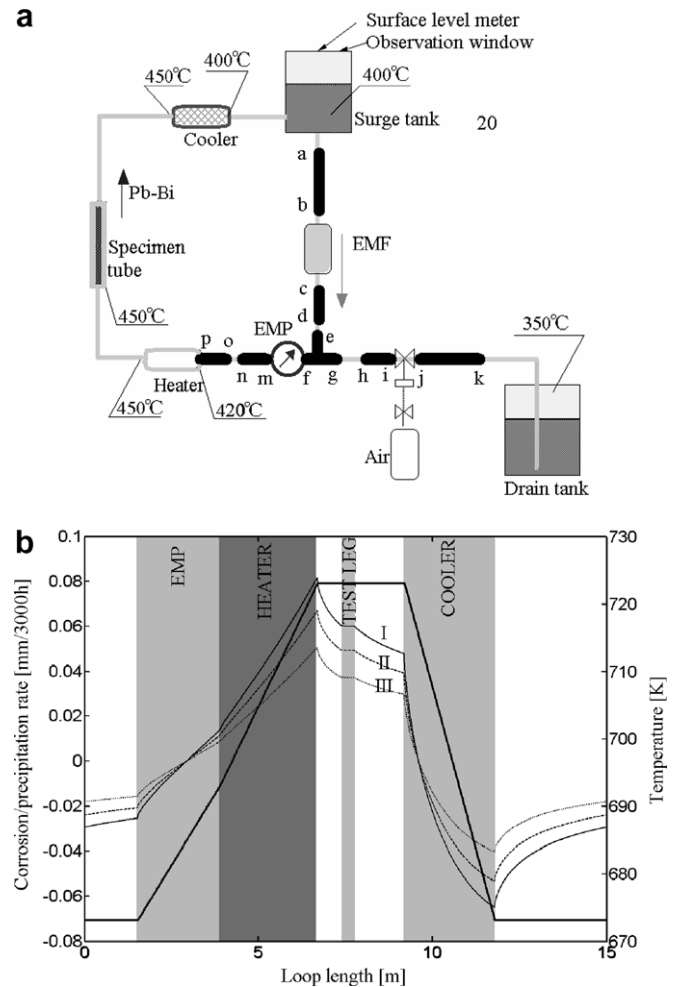 a
Surface level meter
Observation window
450℃
400℃
400℃
Cooler
Surge tank
20
a
b
Pb-Bi
EMF
Specimen
tube
c
d
450℃
EMP
e
350℃
p
o
n
m
f
g
h
i
j
k
Heater
450℃
420℃
Air
Drain tank
b
0.1
0.08
0.06
0.04
0.02
0
-0.02
-0.04
-0.06
-0.08
Corrosion/precipitation rate [mm/3000h]
EMP
HEATER
TEST LEG
COOLER
I
II
III
730
720
710
700
690
680
670
Temperature [K]
0
5
10
15
Loop length [m]